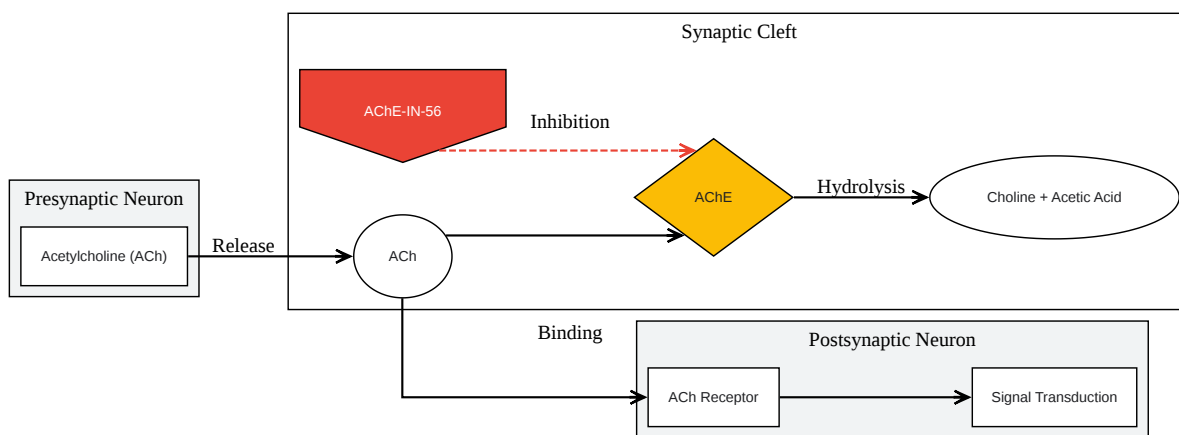 Synaptic Cleft
AChE-IN-56
Inhibition
AChE
Hydrolysis
Choline + Acetic Acid
Presynaptic Neuron
Acetylcholine (ACh)
Release
ACh
Binding
Postsynaptic Neuron
ACh Receptor
Signal Transduction